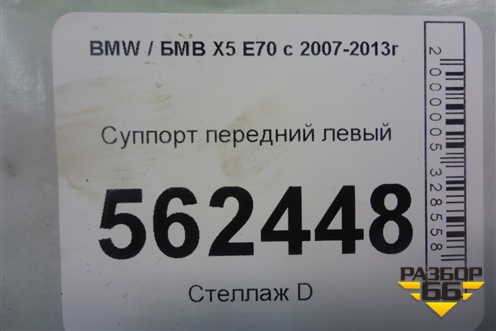 BMW / БМВ X5 E70 с 2007-2013г
Суппорт передний левый
562448
Стеллаж D
2000005328558
РАЗБОР
66